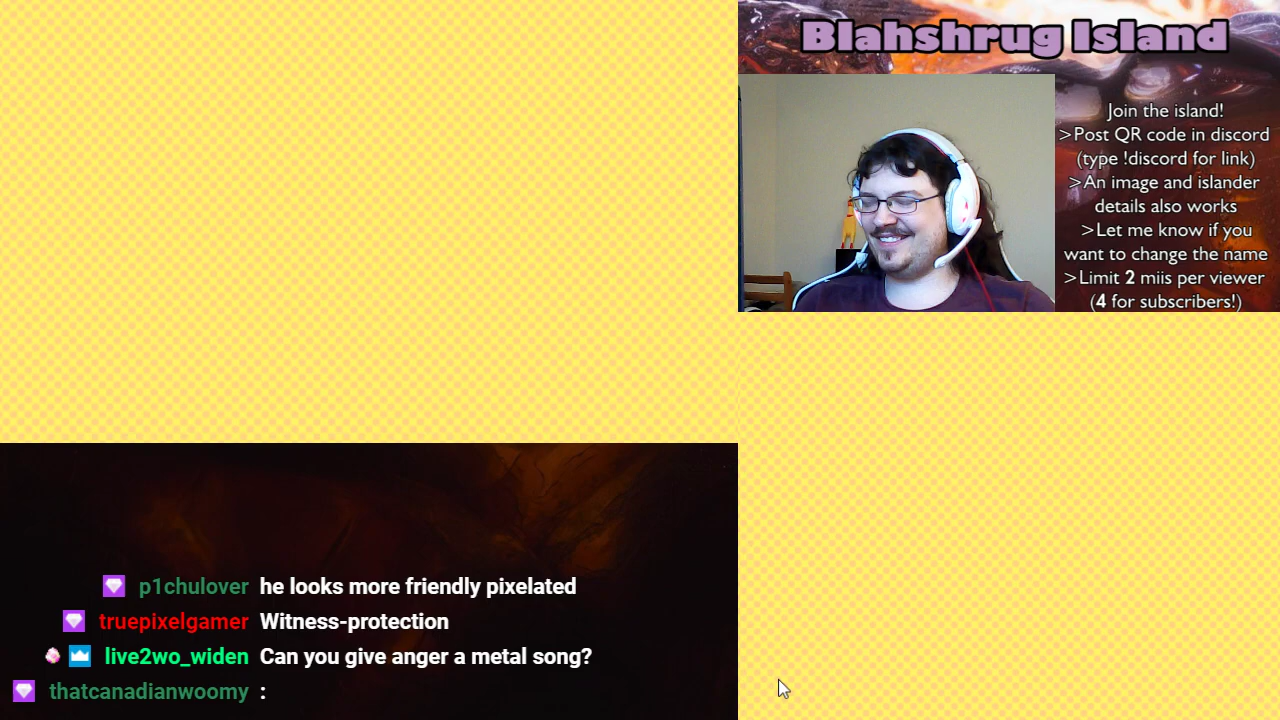 Blahshrug Island
Join the island!
>Post QR code in discord
(type !discord for link)
>An image and islander
details also works
>Let me know if you
want to change the name
>Limit 2 miis per viewer
(4 for subscribers!)
p1chulover he looks more friendly pixelated
truepixelgamer Witness-protection
live2wo_widen Can you give anger a metal song?
thatcanadianwoomy :